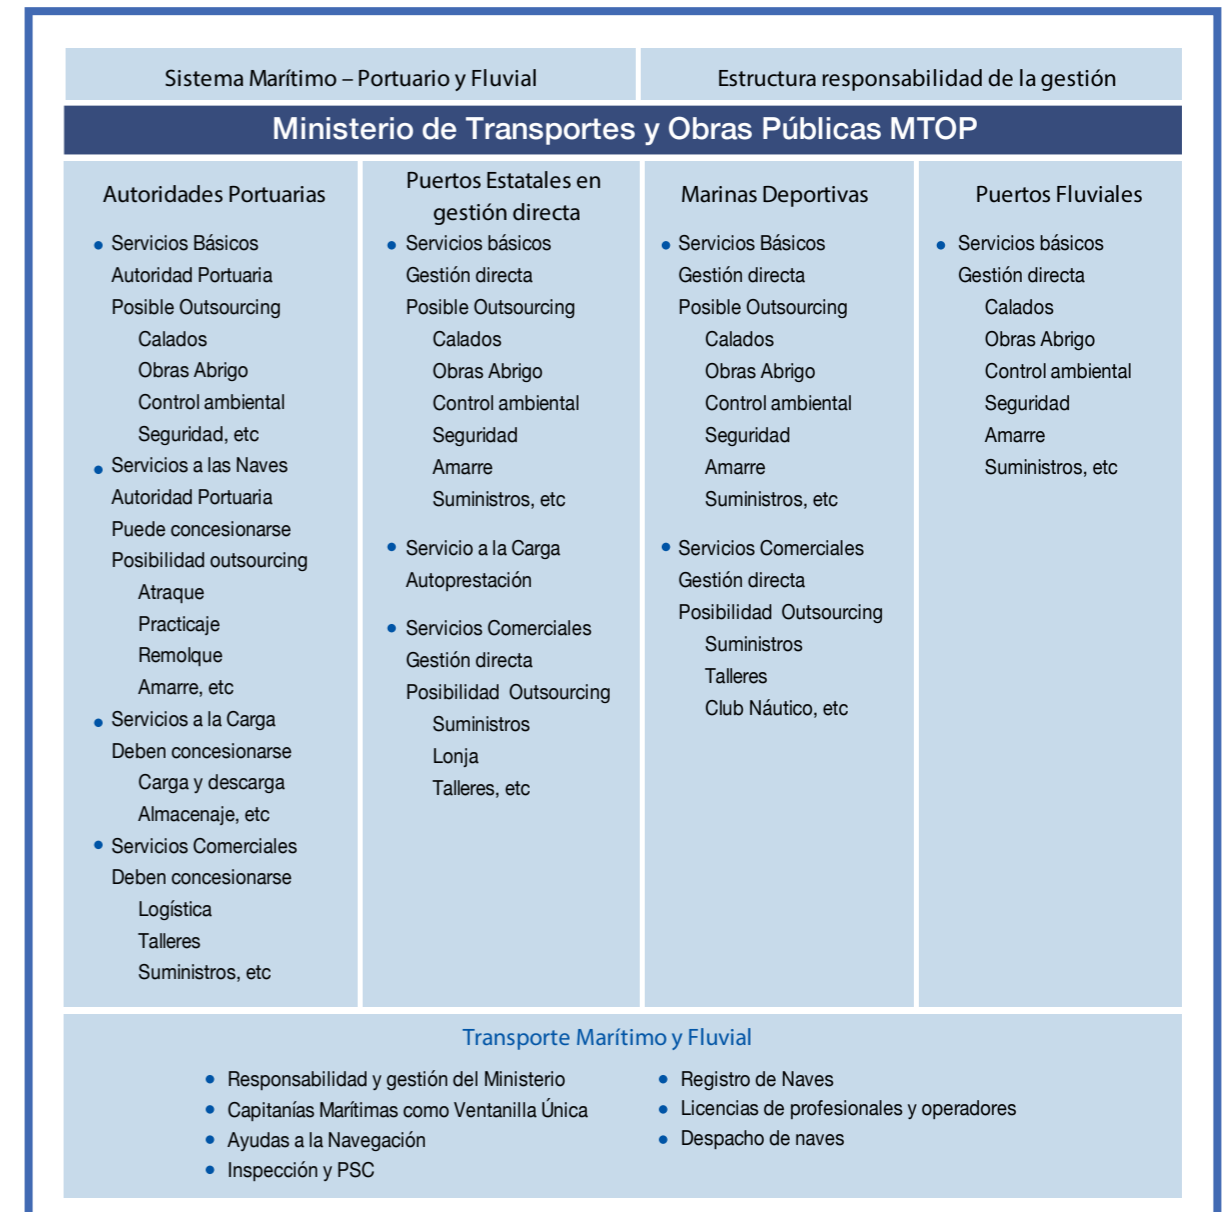 Sistema Marítimo – Portuario y Fluvial
Estructura responsabilidad de la gestión
Ministerio de Transportes y Obras Públicas MTOP
Autoridades Portuarias
• Servicios Básicos
Autoridad Portuaria
Posible Outsourcing
Calados
Obras Abrigo
Control ambiental
Seguridad, etc
• Servicios a las Naves
Autoridad Portuaria
Puede concesionarse
Posibilidad outsourcing
Atraque
Practicaje
Remolque
Amarre, etc
• Servicios a la Carga
Deben concesionarse
Carga y descarga
Almacenaje, etc
• Servicios Comerciales
Deben concesionarse
Logística
Talleres
Suministros, etc
Puertos Estatales en
gestión directa
• Servicios básicos
Gestión directa
Posible Outsourcing
Calados
Obras Abrigo
Control ambiental
Seguridad
Amarre
Suministros, etc
• Servicio a la Carga
Autoprestación
• Servicios Comerciales
Gestión directa
Posibilidad Outsourcing
Suministros
Lonja
Talleres, etc
Marinas Deportivas
• Servicios Básicos
Gestión directa
Posible Outsourcing
Calados
Obras Abrigo
Control ambiental
Seguridad
Amarre
Suministros, etc
• Servicios Comerciales
Gestión directa
Posibilidad Outsourcing
Suministros
Talleres
Club Náutico, etc
Puertos Fluviales
• Servicios básicos
Gestión directa
Calados
Obras Abrigo
Control ambiental
Seguridad
Amarre
Suministros, etc
Transporte Marítimo y Fluvial
• Responsabilidad y gestión del Ministerio
• Capitanías Marítimas como Ventanilla Única
• Ayudas a la Navegación
• Inspección y PSC
• Registro de Naves
• Licencias de profesionales y operadores
• Despacho de naves